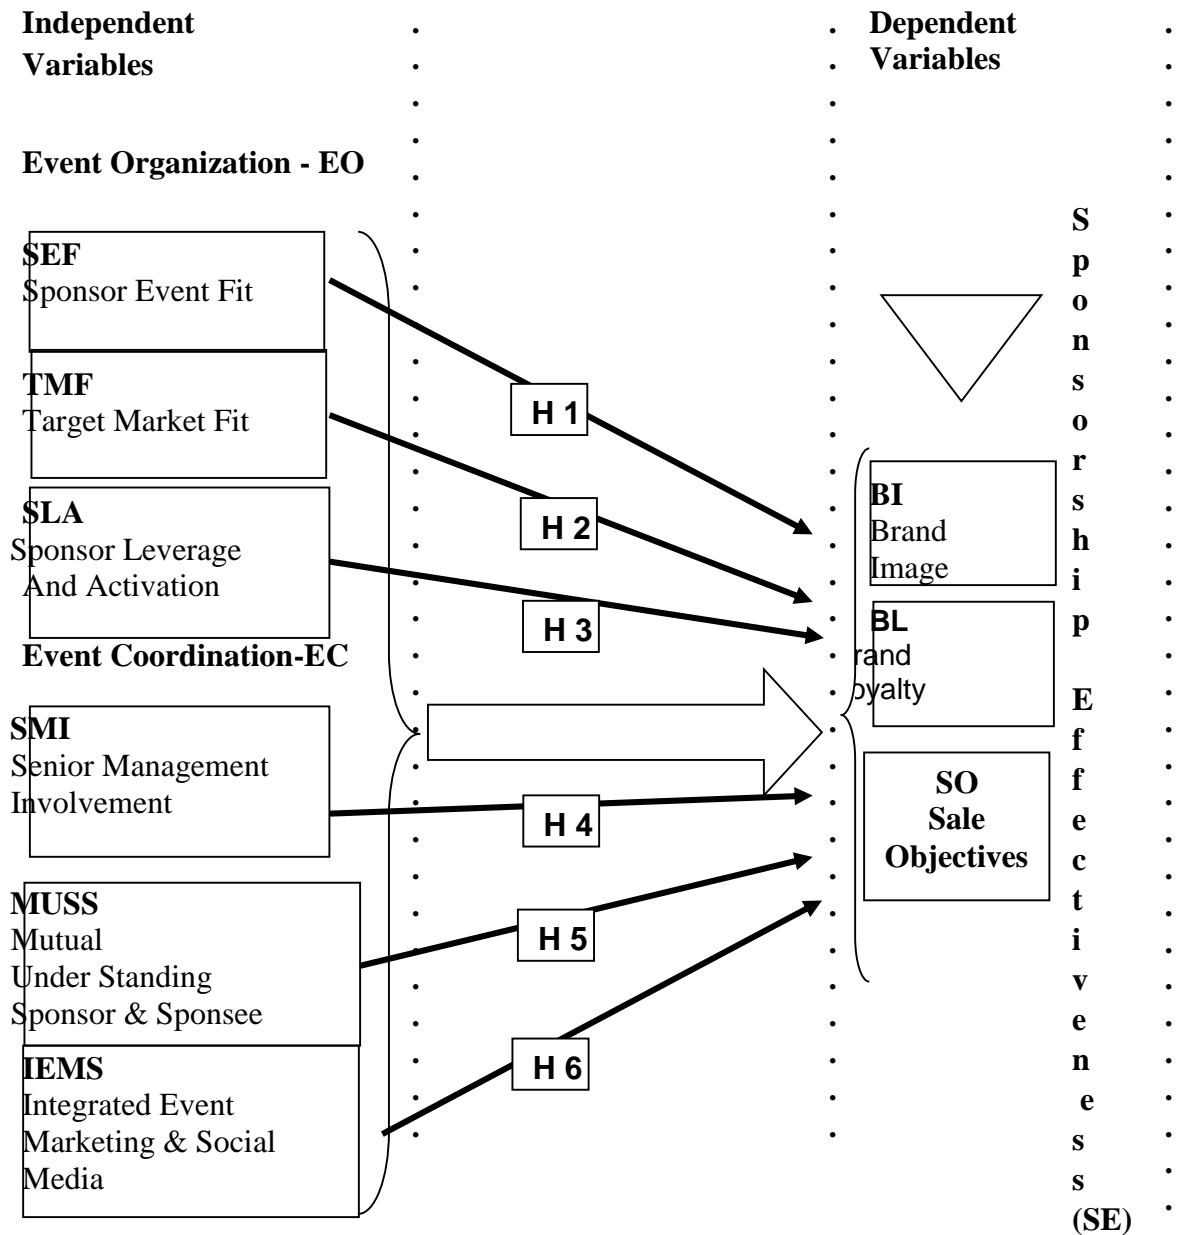 Independent
Variables
Event Organization - EO
SEF
Sponsor Event Fit
TMF
Target Market Fit
SLA
Sponsor Leverage
And Activation
Event Coordination-EC
SMI
Senior Management
Involvement
MUSS
Mutual
Under Standing
Sponsor & Sponsee
IEMS
Integrated Event
Marketing & Social
Media
H 1
H 2
H 3
H 4
H 5
H 6
Dependent
Variables
BI
Brand
Image
BL
rand
oyalty
SO
Sale
Objectives
Sponsorship Effectiveness
(SE)